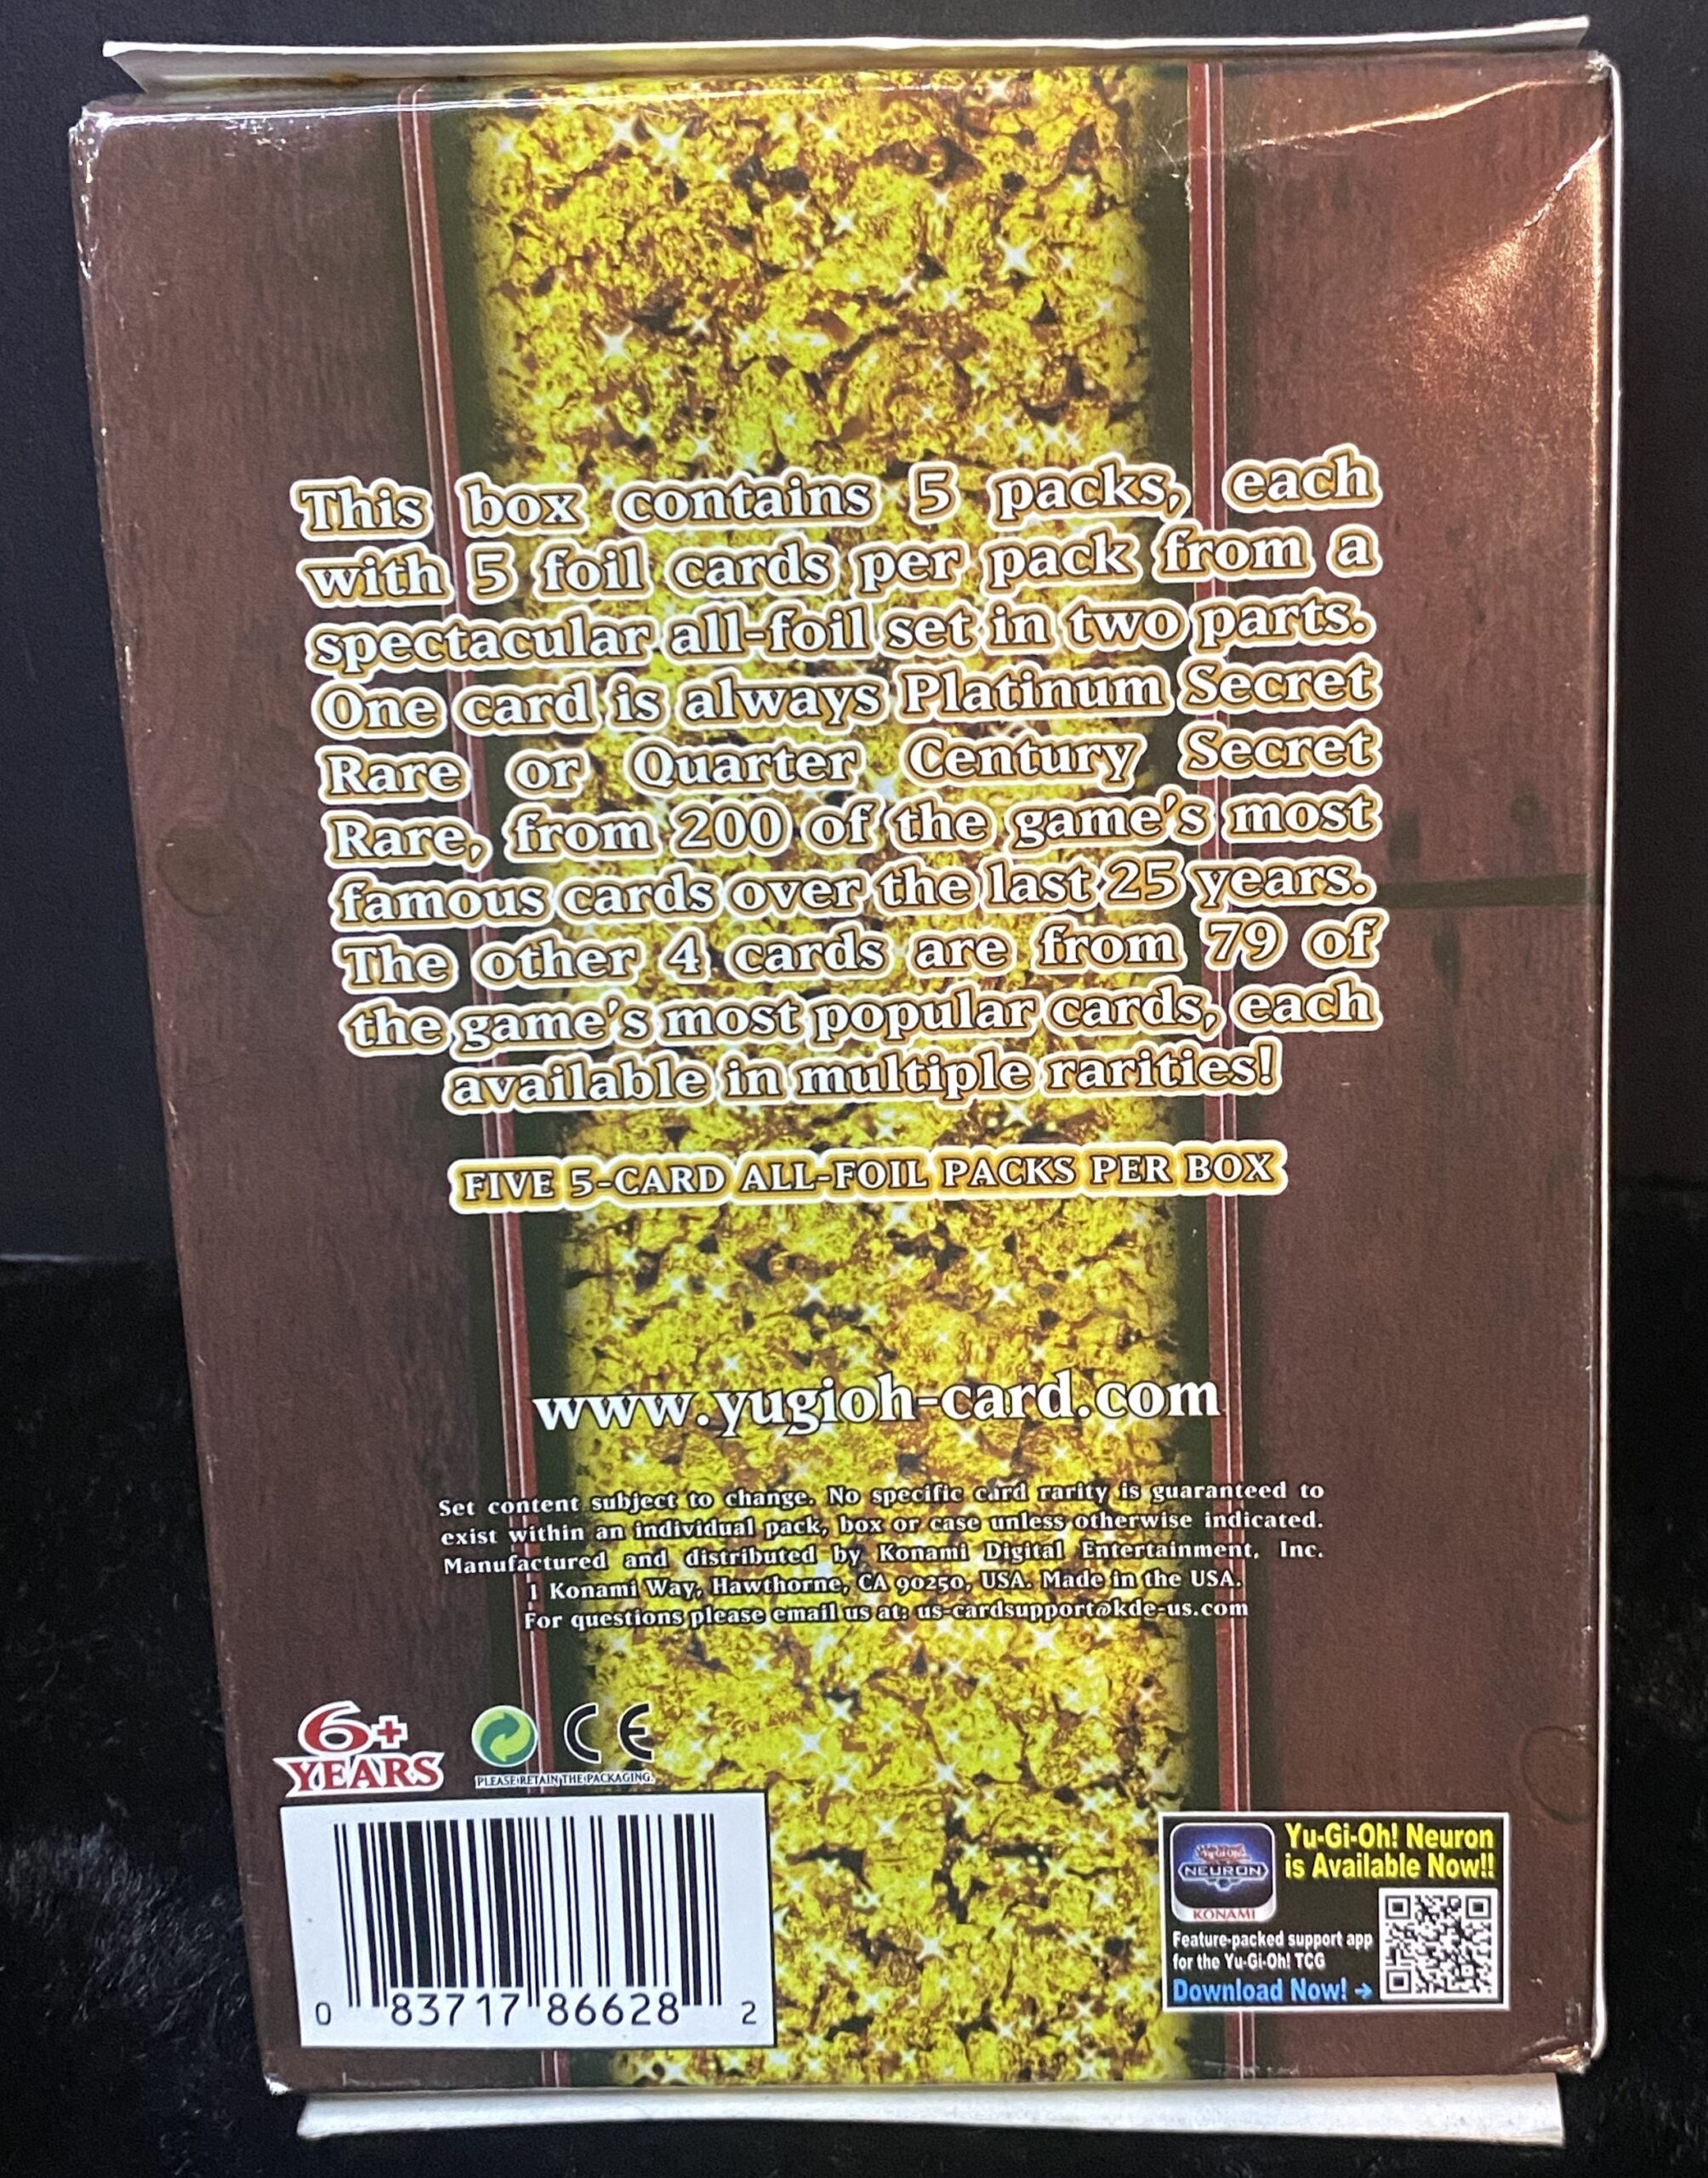 This box contains 5 packs, each
with 5 foil cards per pack from a
spectacular all-foil set in two parts.
One card is always Platinum Secret
Rare or Quarter Century Secret
Rare, from 200 of the game's most
famous cards over the last 25 years.
The other 4 cards are from 79 of
the game's most popular cards, each
available in multiple rarities!
FIVE 5-CARD ALL-FOIL PACKS PER BOX
www.yugioh-card.com
Set content subject to change. No specific card rarity is guaranteed to
exist within an individual pack, box or case unless otherwise indicated.
Manufactured and distributed by Konami Digital Entertainment, Inc.
1 Konami Way, Hawthorne, CA 90250, USA. Made in the USA.
For questions please email us at: us-cardsupport@kde-us.com
6+
YEARS
CE
PLEASE RETAIN THE PACKAGING.
0 83717 86628 2
Yu-Gi-Oh!
NEURON
KONAMI
Yu-Gi-Oh! Neuron
is Available Now!!
Feature-packed support app
for the Yu-Gi-Oh! TCG
Download Now! →